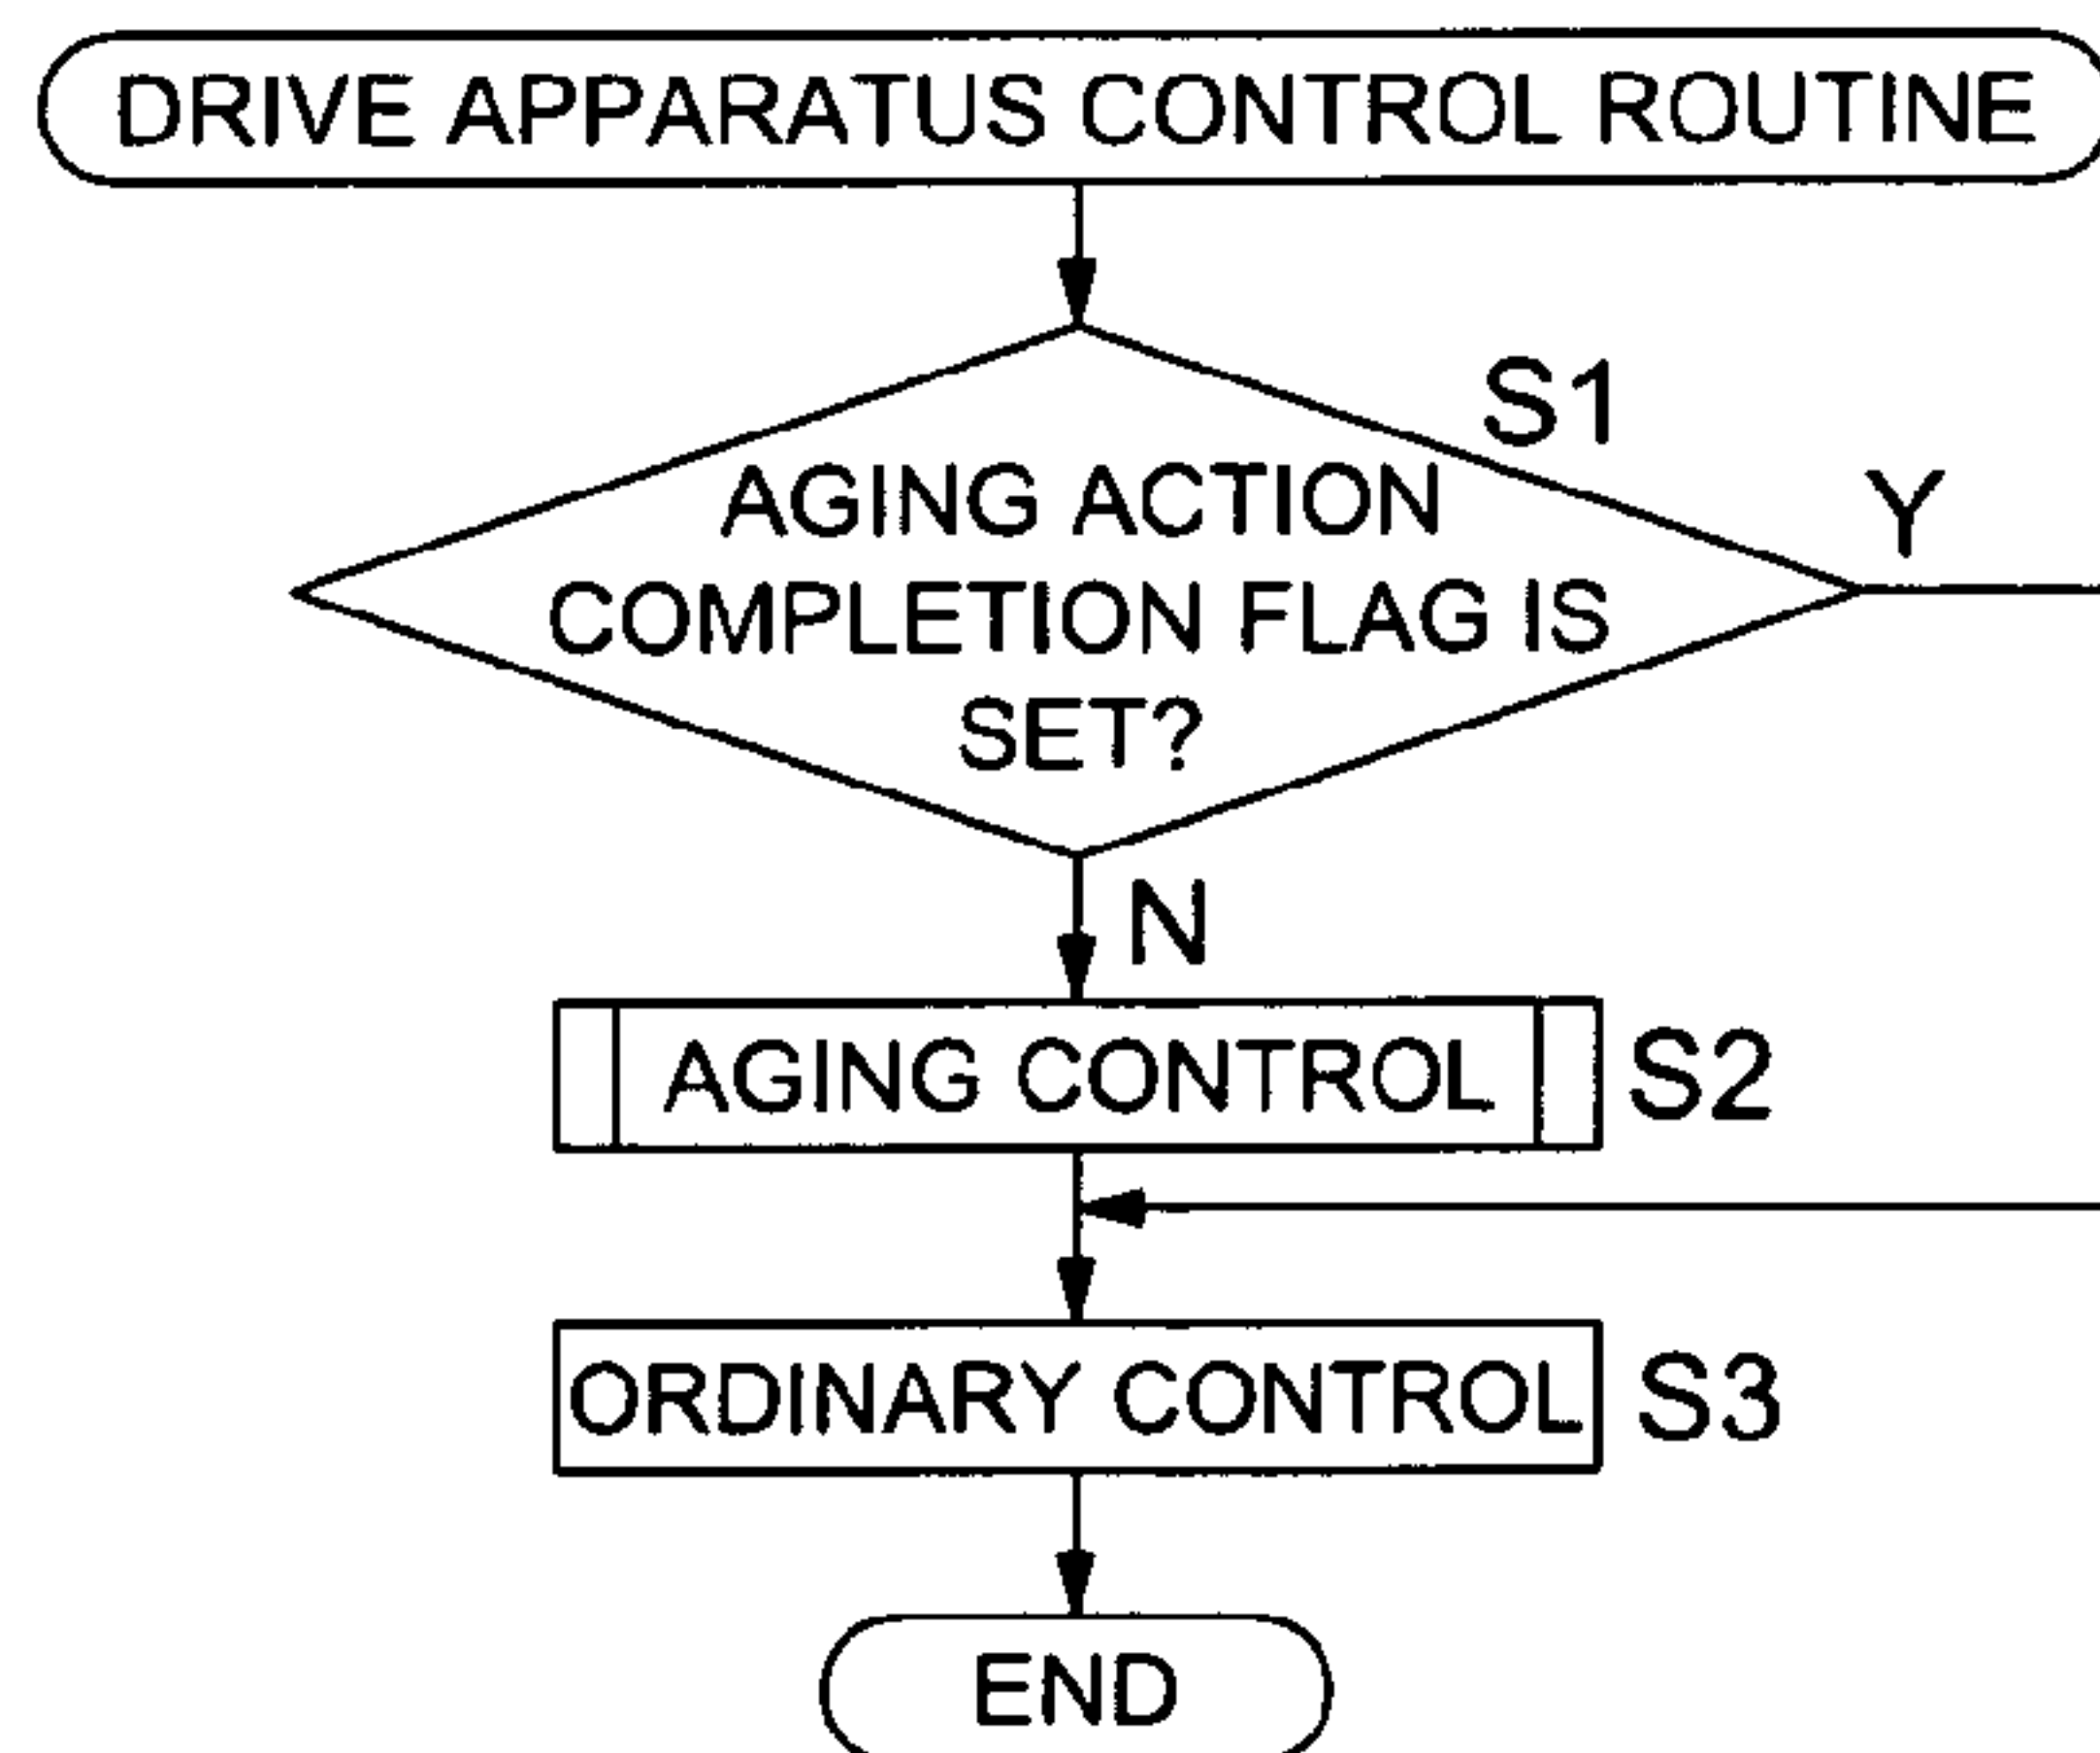 DRIVE APPARATUS CONTROL ROUTINE
S1
AGING ACTION
COMPLETION FLAG IS
SET?
Y
N
AGING CONTROL
S2
ORDINARY CONTROL
S3
END